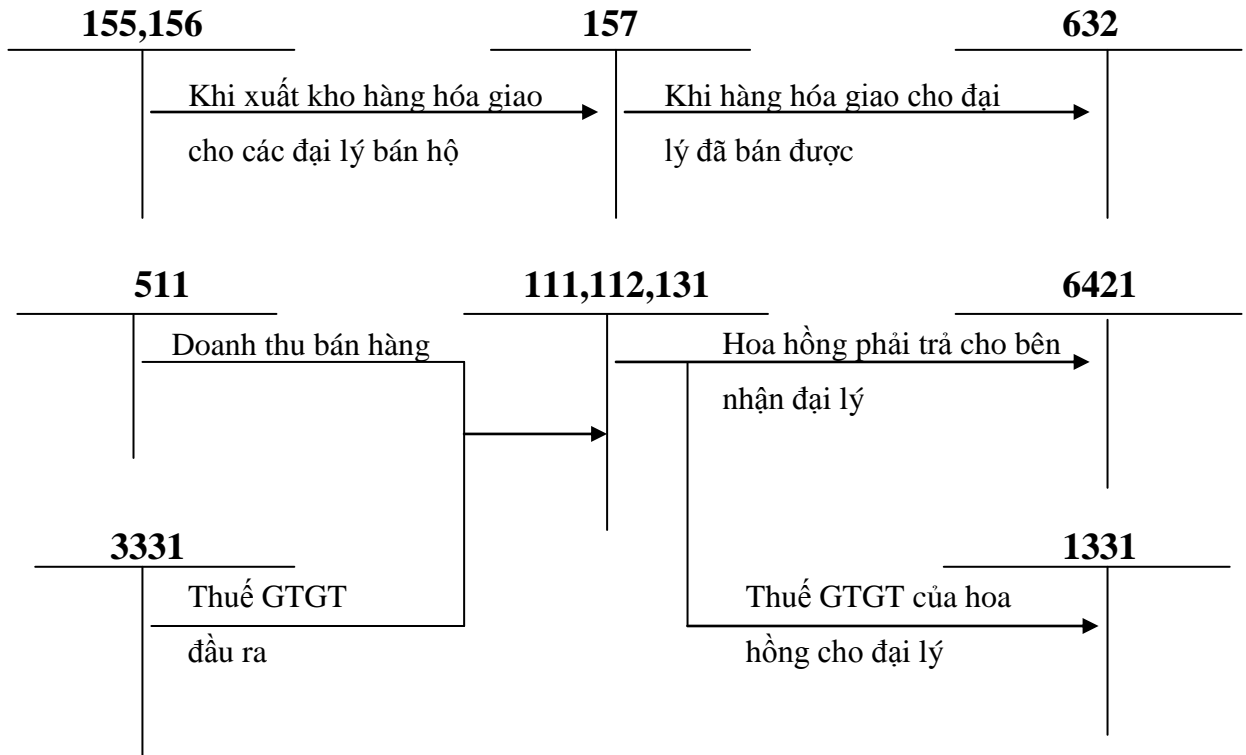 155,156
157
632
Khi xuất kho hàng hóa giao
cho các đại lý bán hộ
Khi hàng hóa giao cho đại
lý đã bán được
511
111,112,131
6421
Doanh thu bán hàng
Hoa hồng phải trả cho bên
nhận đại lý
3331
1331
Thuế GTGT
đầu ra
Thuế GTGT của hoa
hồng cho đại lý